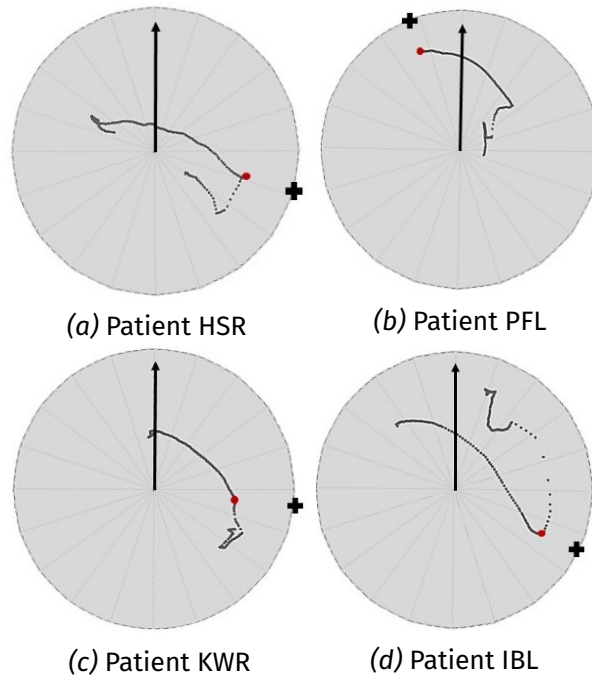 (a) Patient HSR
(b) Patient PFL
(c) Patient KWR
(d) Patient IBL